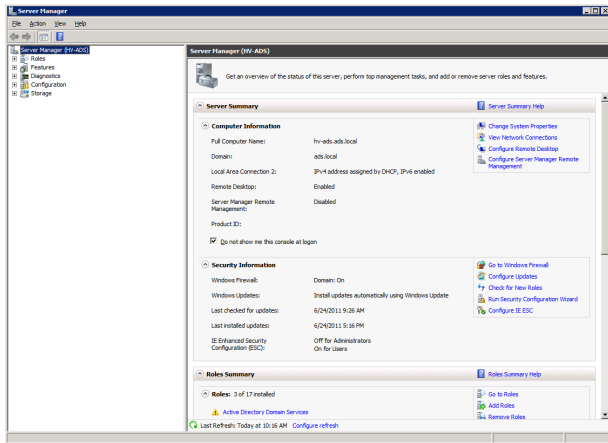 Server Manager
File Action View Help
Server Manager (HV-ADS)
Roles
Features
Diagnostics
Configuration
Storage
Server Manager (HV-ADS)
Get an overview of the status of this server, perform top management tasks, and add or remove server roles and features.
Server Summary
Server Summary Help
Computer Information
Full Computer Name: hv-ads.ads.local
Domain: ads.local
Local Area Connection 2: IPv4 address assigned by DHCP, IPv6 enabled
Remote Desktop: Enabled
Server Manager Remote Management: Disabled
Product ID:
Do not show me this console at logon
Change System Properties
View Network Connections
Configure Remote Desktop
Configure Server Manager Remote
Management
Security Information
Windows Firewall: Domain: On
Windows Updates: Install updates automatically using Windows Update
Last checked for updates: 6/24/2011 9:26 AM
Last installed updates: 6/24/2011 5:16 PM
IE Enhanced Security Off for Administrators
Configuration (ESC): On for Users
Go to Windows Firewall
Configure Updates
Check for New Roles
Run Security Configuration Wizard
Configure IE ESC
Roles Summary
Roles Summary Help
Roles: 3 of 17 installed
Active Directory Domain Services
Go to Roles
Add Roles
Remove Roles
Last Refresh: Today at 10:16 AM Configure refresh